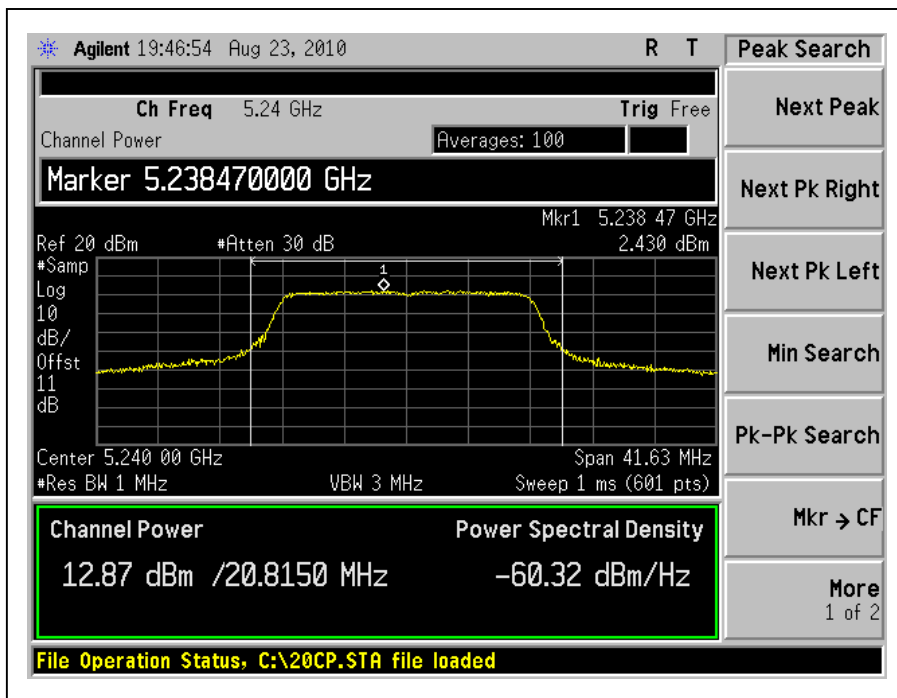 Agilent 19:46:54 Aug 23, 2010 R T
Peak Search
Ch Freq 5.24 GHz Trig Free
Channel Power Averages: 100
Marker 5.238470000 GHz
Mkr1 5.238 47 GHz
Ref 20 dBm #Atten 30 dB 2.430 dBm
#Samp
Log
10
dB/
Offst
11
dB
1
Center 5.240 00 GHz Span 41.63 MHz
#Res BW 1 MHz VBW 3 MHz Sweep 1 ms (601 pts)
Channel Power Power Spectral Density
12.87 dBm /20.8150 MHz -60.32 dBm/Hz
File Operation Status, C:\20CP.STA file loaded
Next Peak
Next Pk Right
Next Pk Left
Min Search
Pk-Pk Search
Mkr → CF
More
1 of 2